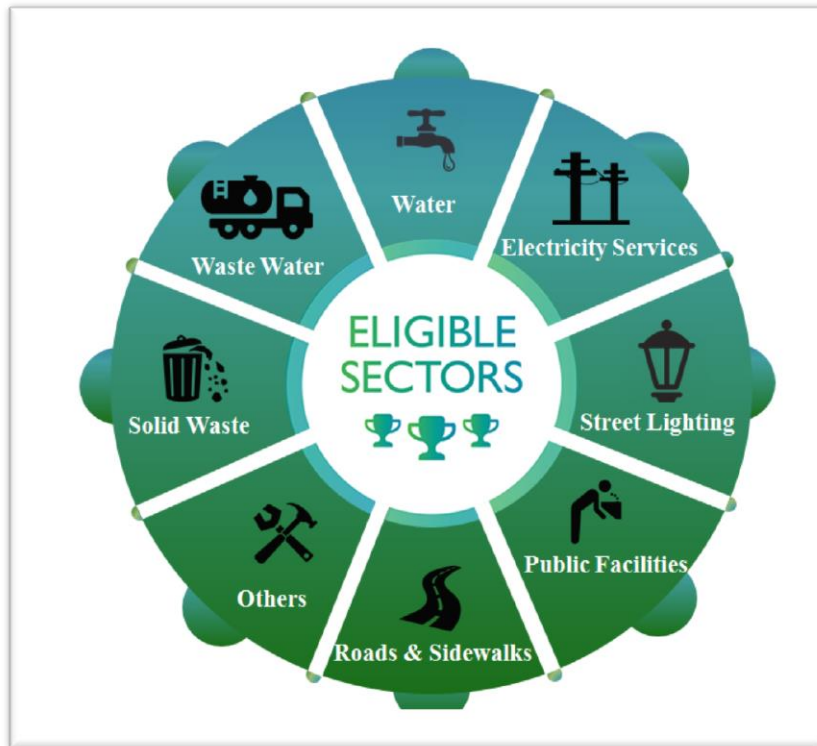 Water
Electricity Services
Street Lighting
Public Facilities
Roads & Sidewalks
Others
Solid Waste
Waste Water
ELIGIBLE
SECTORS